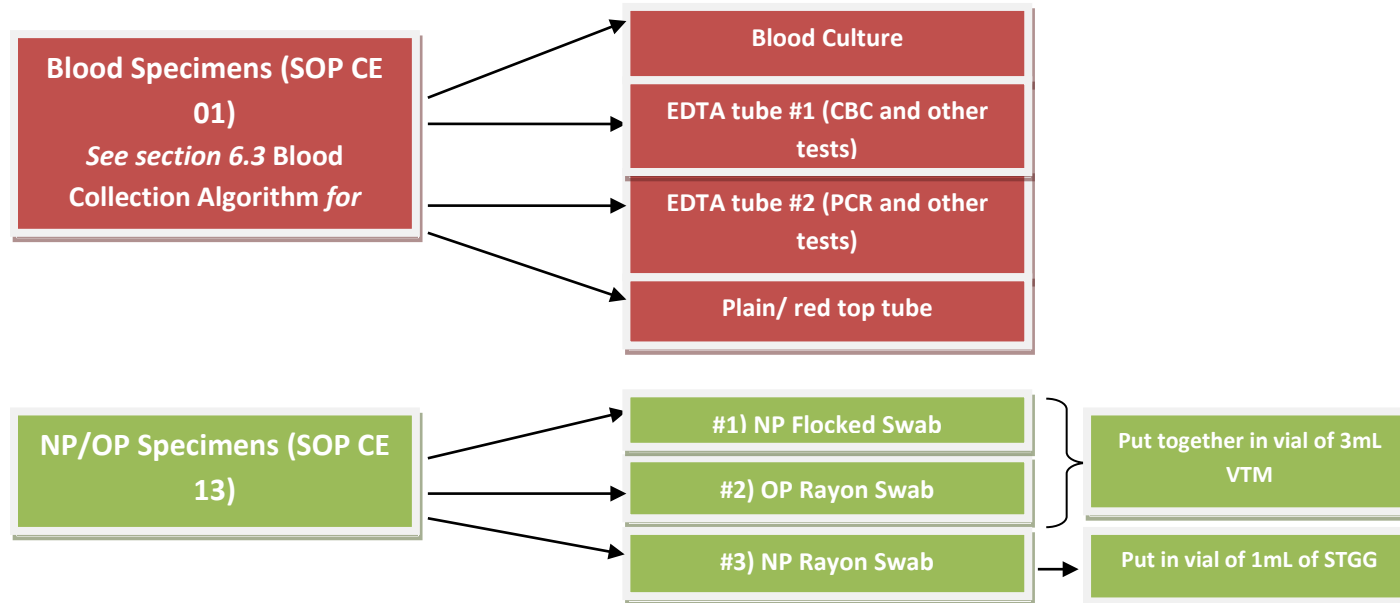 Blood Specimens (SOP CE
01)
See section 6.3 Blood
Collection Algorithm for
Blood Culture
EDTA tube #1 (CBC and other
tests)
EDTA tube #2 (PCR and other
tests)
Plain/ red top tube
NP/OP Specimens (SOP CE
13)
#1) NP Flocked Swab
#2) OP Rayon Swab
#3) NP Rayon Swab
Put together in vial of 3mL
VTM
Put in vial of 1mL of STGG